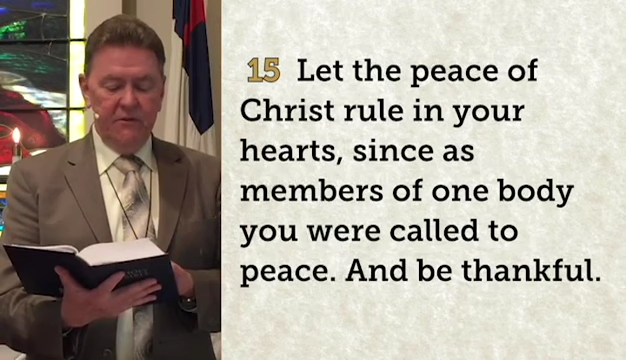 15 Let the peace of
Christ rule in your
hearts, since as
members of one body
you were called to
peace. And be thankful.